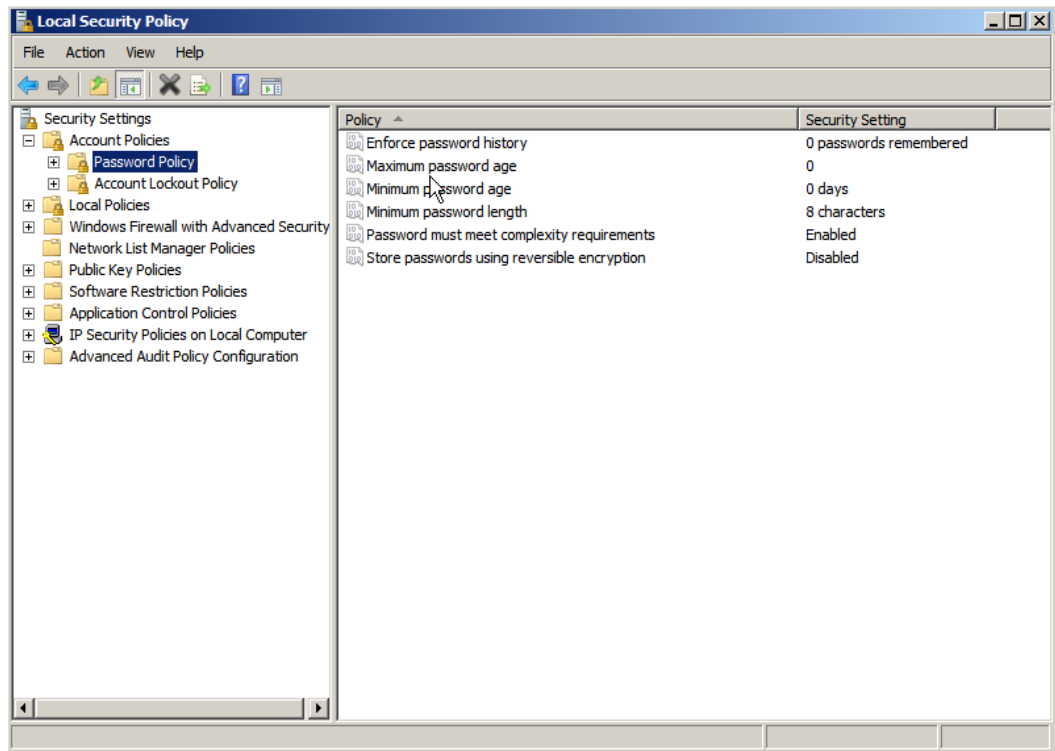 Local Security Policy
File Action View Help
Security Settings
Account Policies
Password Policy
Account Lockout Policy
Local Policies
Windows Firewall with Advanced Security
Network List Manager Policies
Public Key Policies
Software Restriction Policies
Application Control Policies
IP Security Policies on Local Computer
Advanced Audit Policy Configuration
Policy Security Setting
Enforce password history 0 passwords remembered
Maximum password age 0
Minimum password age 0 days
Minimum password length 8 characters
Password must meet complexity requirements Enabled
Store passwords using reversible encryption Disabled